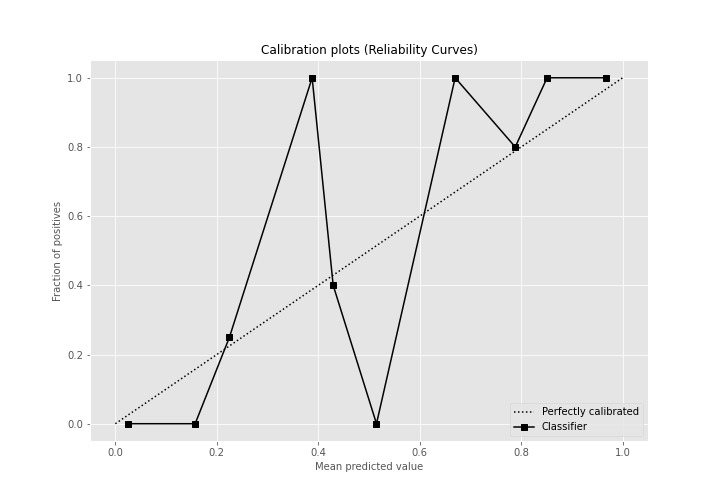 Calibration plots (Reliability Curves)
Fraction of positives
1.0
0.8
0.6
0.4
0.2
0.0
0.0 0.2 0.4 0.6 0.8 1.0
Mean predicted value
Perfectly calibrated
Classifier